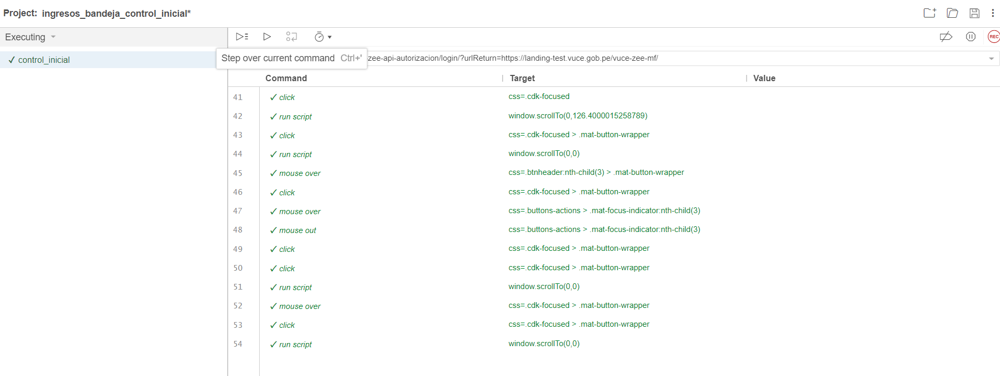 Project: ingresos_bandeja_control_inicial*
Executing
REC
✓ control_inicial
Step over current command Ctrl+'
-zee-api-autorizacion/login/?urlReturn=https://landing-test.vuce.gob.pe/vuce-zee-mf/
Command Target Value
41 ✓ click css=.cdk-focused
42 ✓ run script window.scrollTo(0,126.4000015258789)
43 ✓ click css=.cdk-focused > .mat-button-wrapper
44 ✓ run script window.scrollTo(0,0)
45 ✓ mouse over css=.btnheader:nth-child(3) > .mat-button-wrapper
46 ✓ click css=.cdk-focused > .mat-button-wrapper
47 ✓ mouse over css=.buttons-actions > .mat-focus-indicator:nth-child(3)
48 ✓ mouse out css=.buttons-actions > .mat-focus-indicator:nth-child(3)
49 ✓ click css=.cdk-focused > .mat-button-wrapper
50 ✓ click css=.cdk-focused > .mat-button-wrapper
51 ✓ run script window.scrollTo(0,0)
52 ✓ mouse over css=.cdk-focused > .mat-button-wrapper
53 ✓ click css=.cdk-focused > .mat-button-wrapper
54 ✓ run script window.scrollTo(0,0)